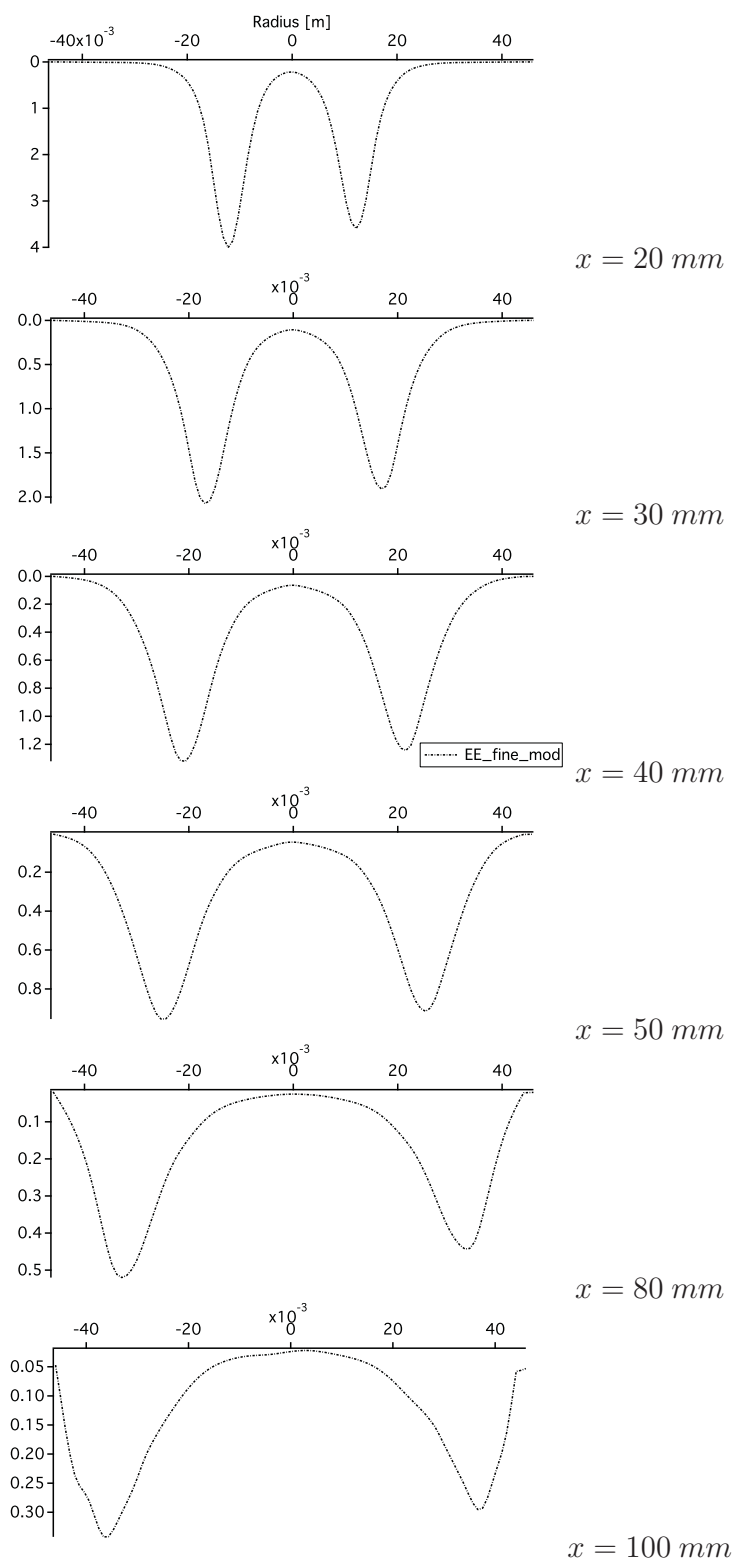 Radius [m]
-40x10-3 -20 0 20 40
0
1
2
3
4
x = 20 mm
x10-3
-40 -20 0 20 40
0.0
0.5
1.0
1.5
2.0
x = 30 mm
x10-3
-40 -20 0 20 40
0.0
0.2
0.4
0.6
0.8
1.0
1.2
EE_fine_mod
x = 40 mm
x10-3
-40 -20 0 20 40
0.2
0.4
0.6
0.8
x = 50 mm
x10-3
-40 -20 0 20 40
0.1
0.2
0.3
0.4
0.5
x = 80 mm
x10-3
-40 -20 0 20 40
0.05
0.10
0.15
0.20
0.25
0.30
x = 100 mm